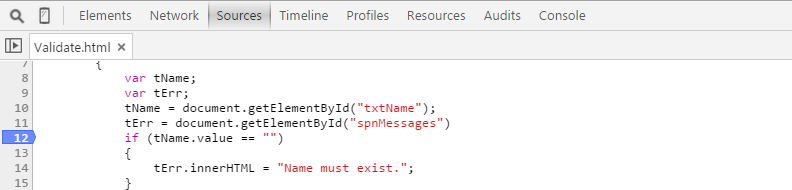 Elements Network Sources Timeline Profiles Resources Audits Console
Validate.html ×
7 {
8 var tName;
9 var tErr;
10 tName = document.getElementById("txtName");
11 tErr = document.getElementById("spnMessages")
12 if (tName.value == "")
13 {
14 tErr.innerHTML = "Name must exist.";
15 }